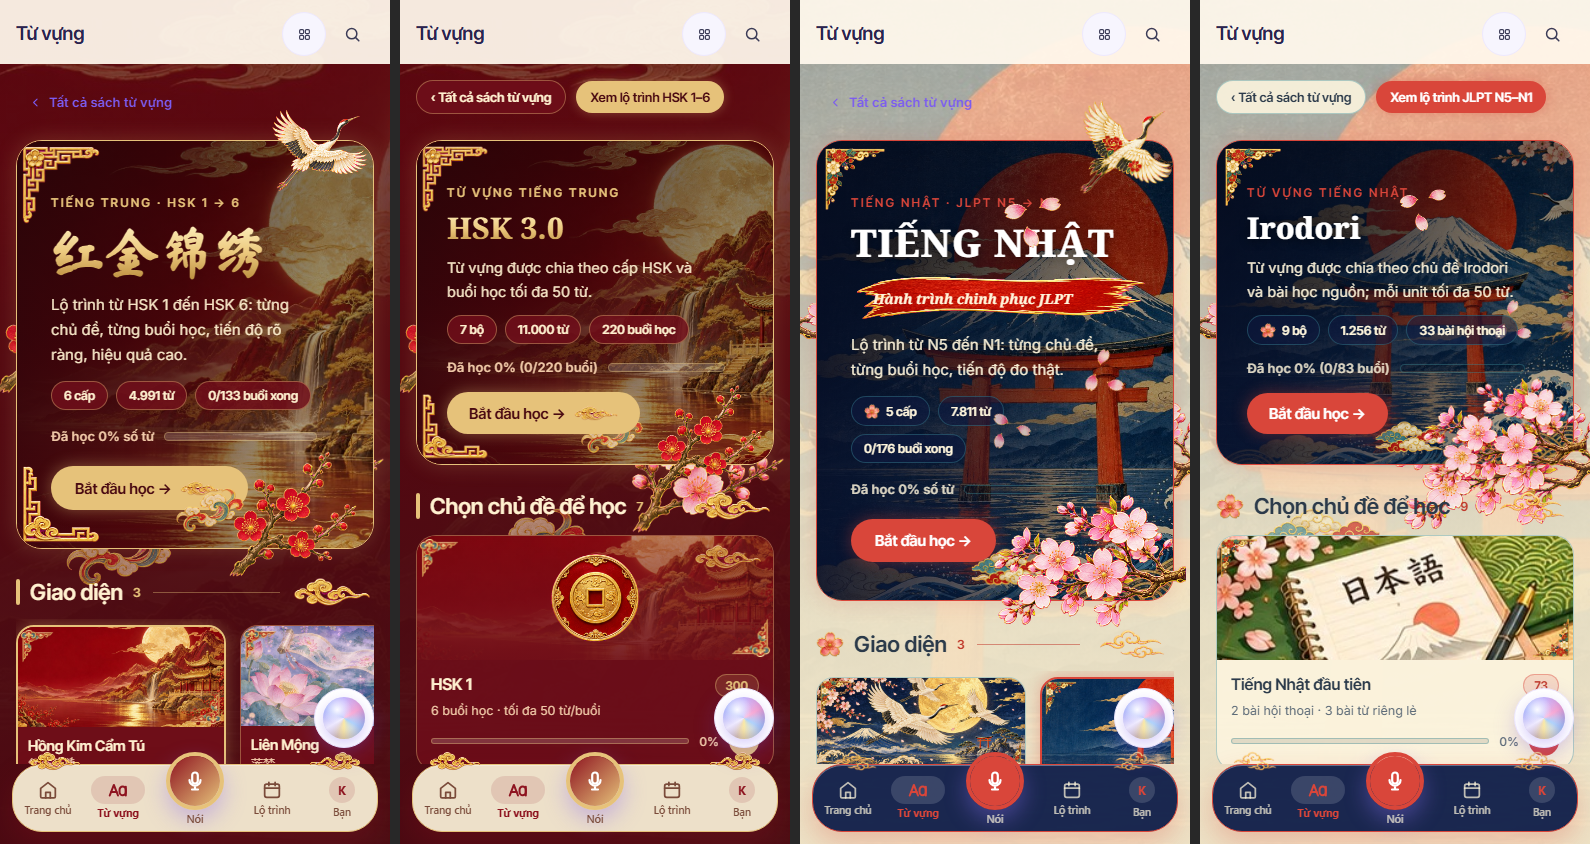 Từ vựng
Tất cả sách từ vựng
TIẾNG TRUNG · HSK 1 → 6
红金锦绣
Lộ trình từ HSK 1 đến HSK 6: từng
chủ đề, từng buổi học, tiến độ rõ
ràng, hiệu quả cao.
6 cấp
4.991 từ
0/133 buổi xong
Đã học 0% số từ
Bắt đầu học →
Giao diện 3
Hồng Kim Cẩm Tú
Liên Mộng
Trang chủ
Aa
Từ vựng
Nói
Lộ trình
K
Bạn
Từ vựng
‹ Tất cả sách từ vựng
Xem lộ trình HSK 1–6
TỪ VỰNG TIẾNG TRUNG
HSK 3.0
Từ vựng được chia theo cấp HSK và
buổi học tối đa 50 từ.
7 bộ
11.000 từ
220 buổi học
Đã học 0% (0/220 buổi)
Bắt đầu học →
Chọn chủ đề để học 7
HSK 1
300
6 buổi học · tối đa 50 từ/buổi
0%
Trang chủ
Aa
Từ vựng
Nói
Lộ trình
K
Bạn
Từ vựng
Tất cả sách từ vựng
TIẾNG NHẬT · JLPT N5 →
TIẾNG NHẬT
Hành trình chinh phục JLPT
Lộ trình từ N5 đến N1: từng chủ đề,
từng buổi học, tiến độ đo thật.
5 cấp
7.811 từ
0/176 buổi xong
Đã học 0% số từ
Bắt đầu học →
Giao diện 3
Trang chủ
Aa
Từ vựng
Nói
Lộ trình
K
Bạn
Từ vựng
‹ Tất cả sách từ vựng
Xem lộ trình JLPT N5–N1
TỪ VỰNG TIẾNG NHẬT
Irodori
Từ vựng được chia theo chủ đề Irodori
và bài học nguồn; mỗi unit tối đa 50 từ.
9 bộ
1.256 từ
33 bài hội thoại
Đã học 0% (0/83 buổi)
Bắt đầu học →
Chọn chủ đề để học 9
日本語
Tiếng Nhật đầu tiên
73
2 bài hội thoại · 3 bài từ riêng lẻ
0%
Trang chủ
Aa
Từ vựng
Nói
Lộ trình
K
Bạn